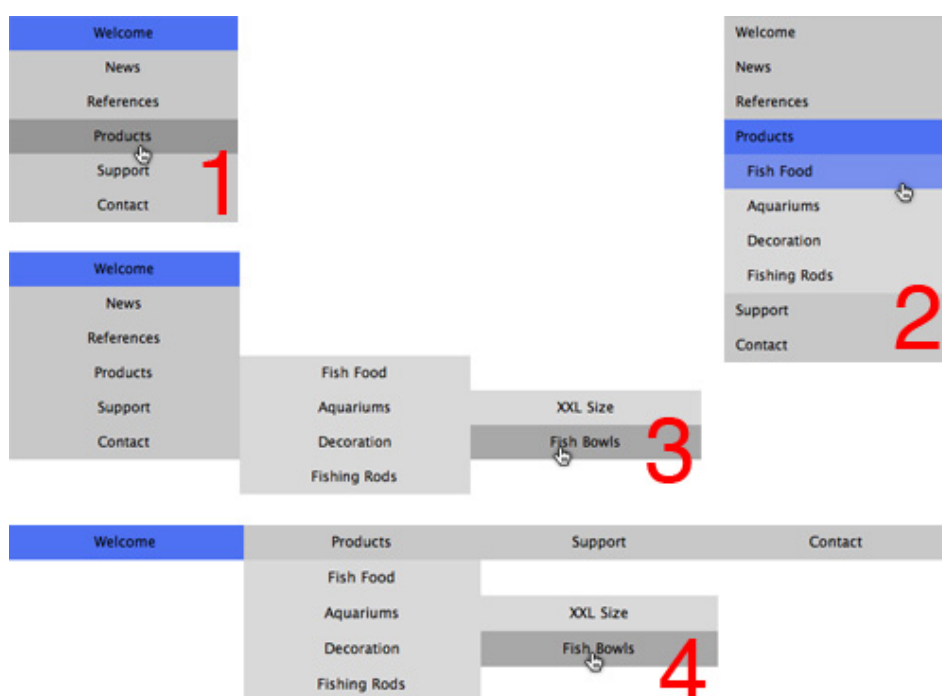 Welcome
News
References
Products
Support
Contact
1
Welcome
News
References
Products
Fish Food
Aquariums
Decoration
Fishing Rods
Support
Contact
2
Welcome
News
References
Products
Support
Contact
Fish Food
Aquariums
Decoration
Fishing Rods
XXL Size
Fish Bowls
3
Welcome Products Support Contact
Fish Food
Aquariums
Decoration
Fishing Rods
XXL Size
Fish Bowls
4